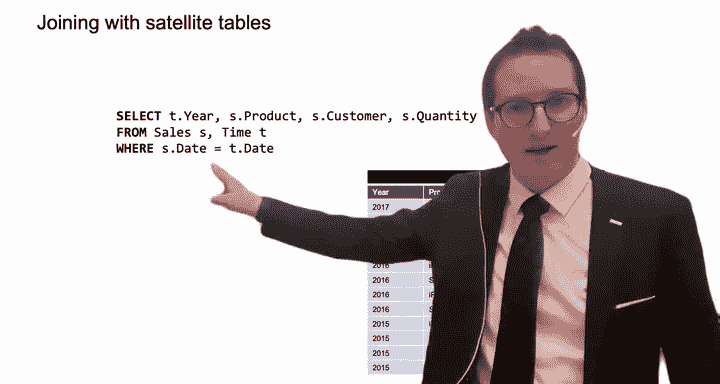 Joining with satellite tables
SELECT t.Year, s.Product, s.Customer, s.Quantity
FROM Sales s, Time t
WHERE s.Date = t.Date
Year
2017
2016
2016
2016
2016
2015
2015
2015
2015